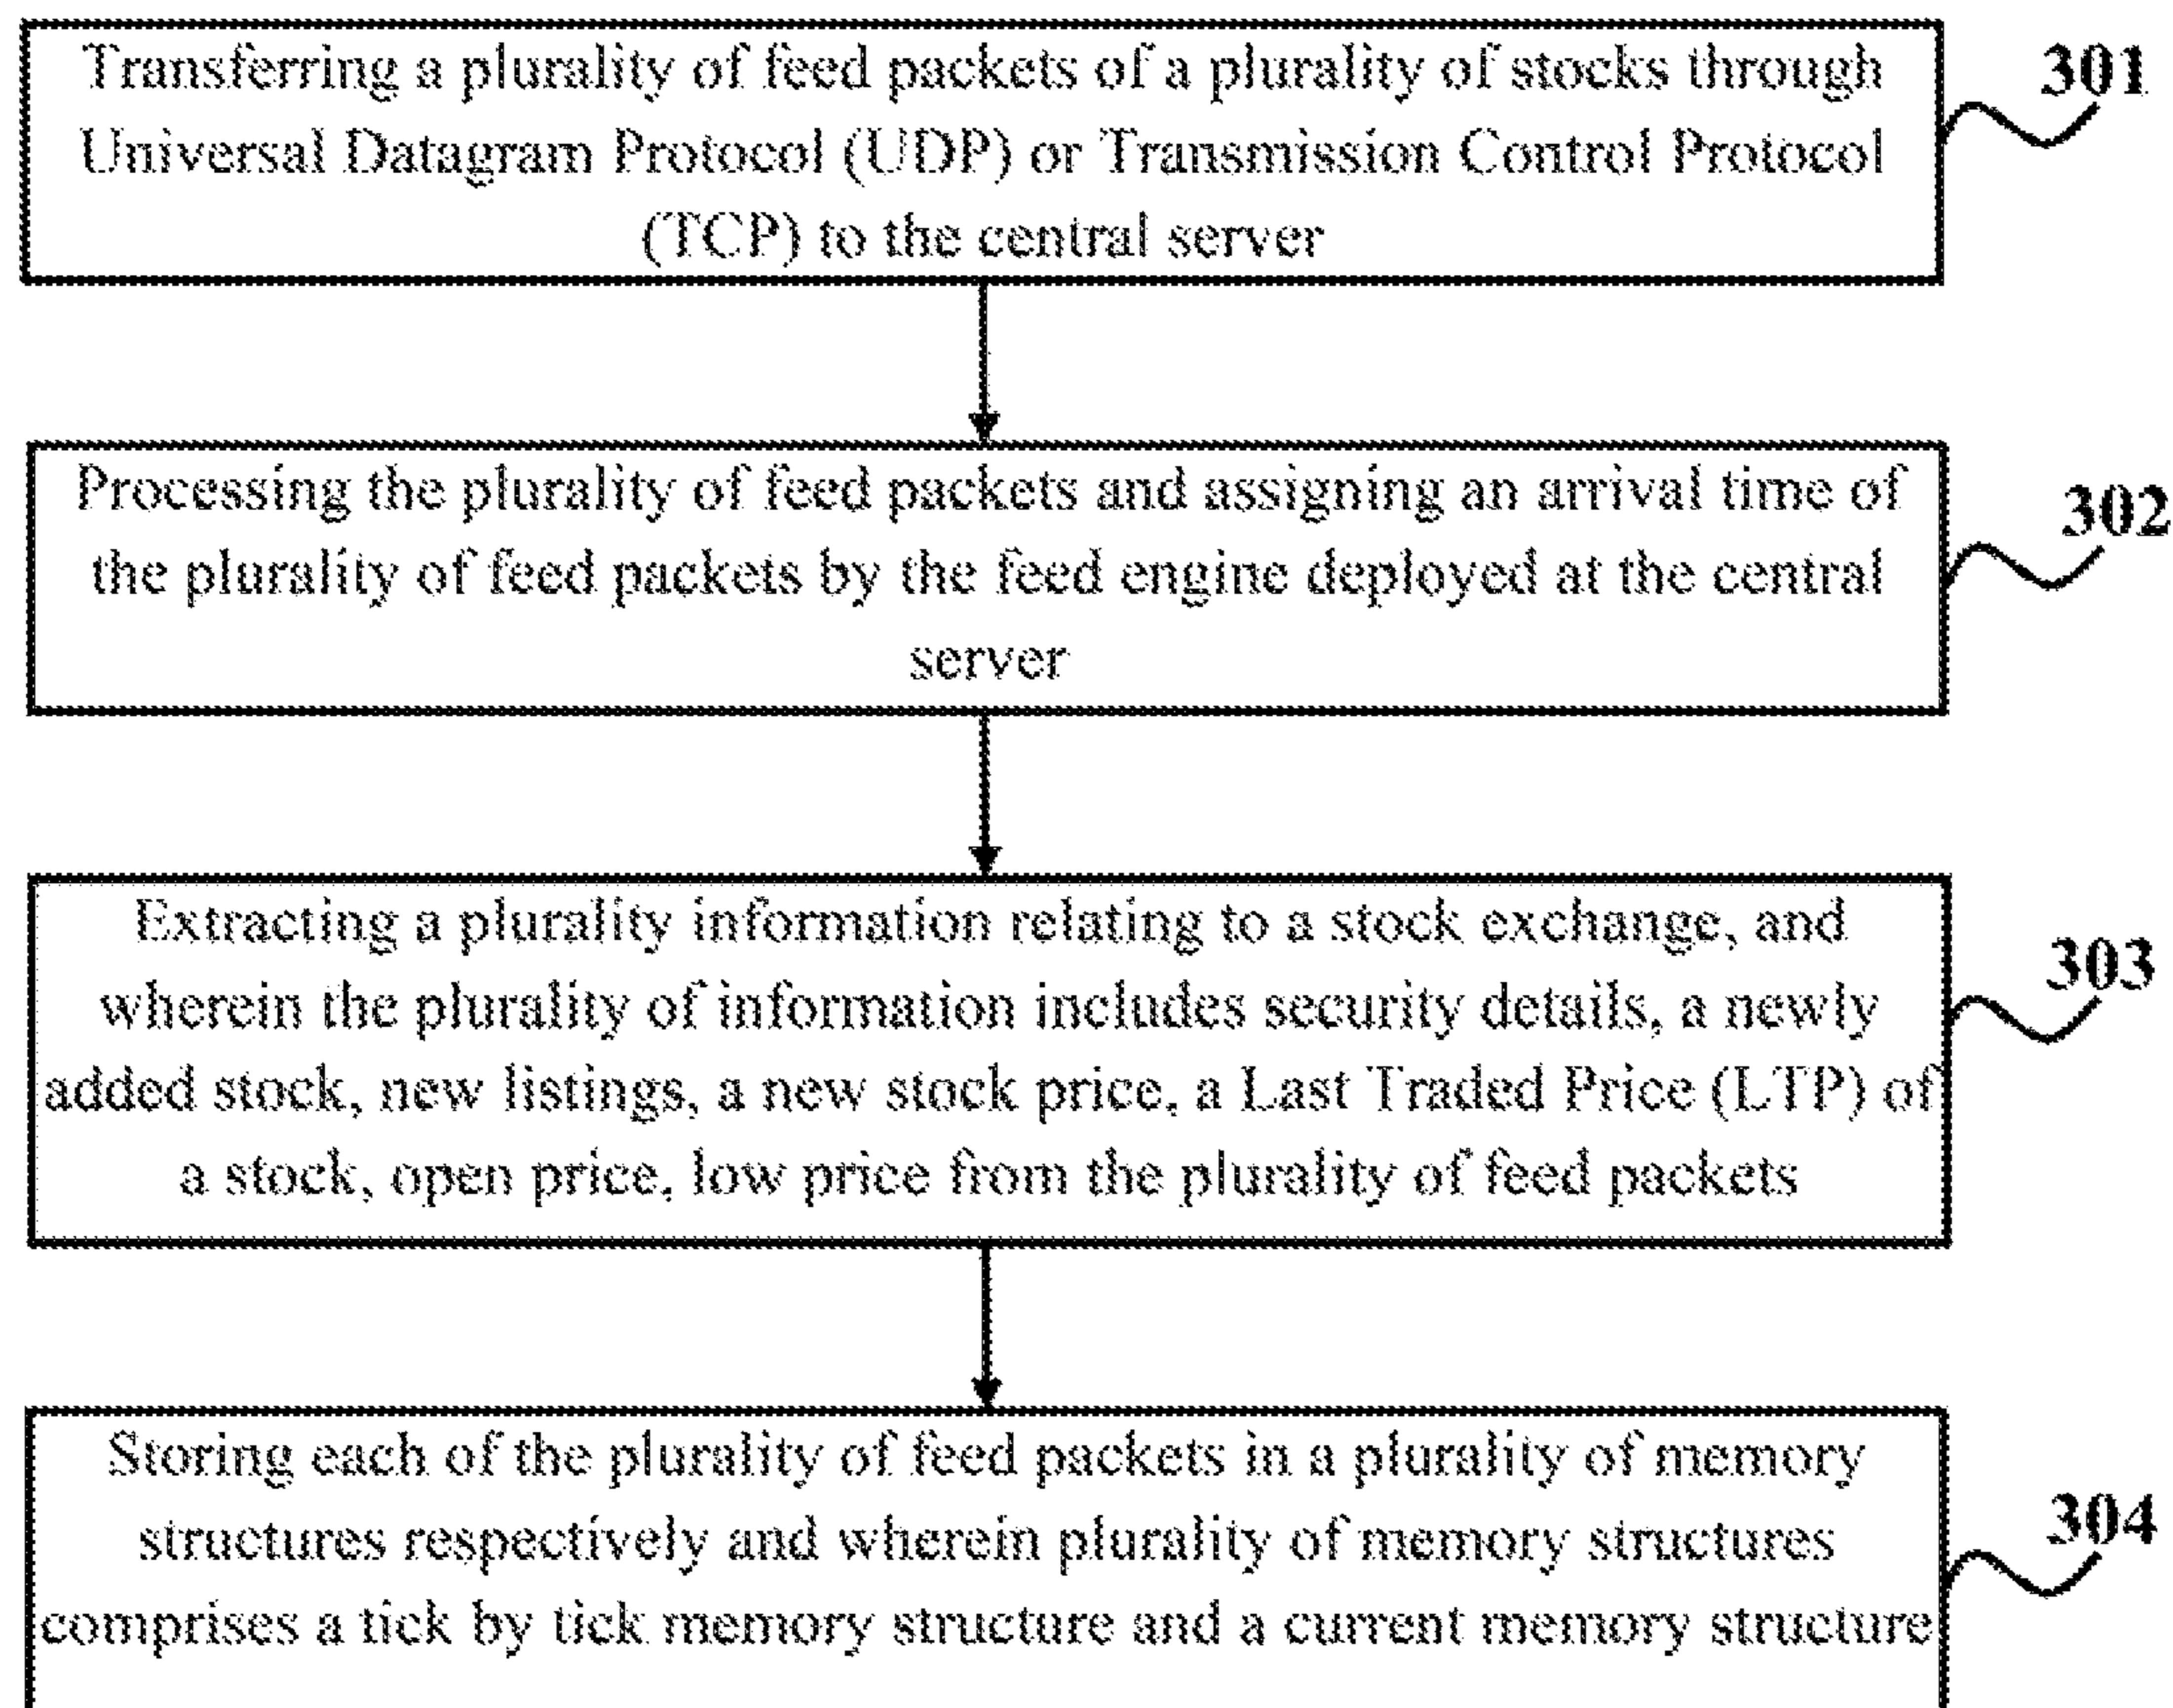 Transferring a plurality of feed packets of a plurality of stocks through
Universal Datagram Protocol (UDP) or Transmission Control Protocol
(TCP) to the central server
301
Processing the plurality of feed packets and assigning an arrival time of
the plurality of feed packets by the feed engine deployed at the central
server
302
Extracting a plurality information relating to a stock exchange, and
wherein the plurality of information includes security details, a newly
added stock, new listings, a new stock price, a Last Traded Price (LTP) of
a stock, open price, low price from the plurality of feed packets
303
Storing each of the plurality of feed packets in a plurality of memory
structures respectively and wherein plurality of memory structures
comprises a tick by tick memory structure and a current memory structure
304